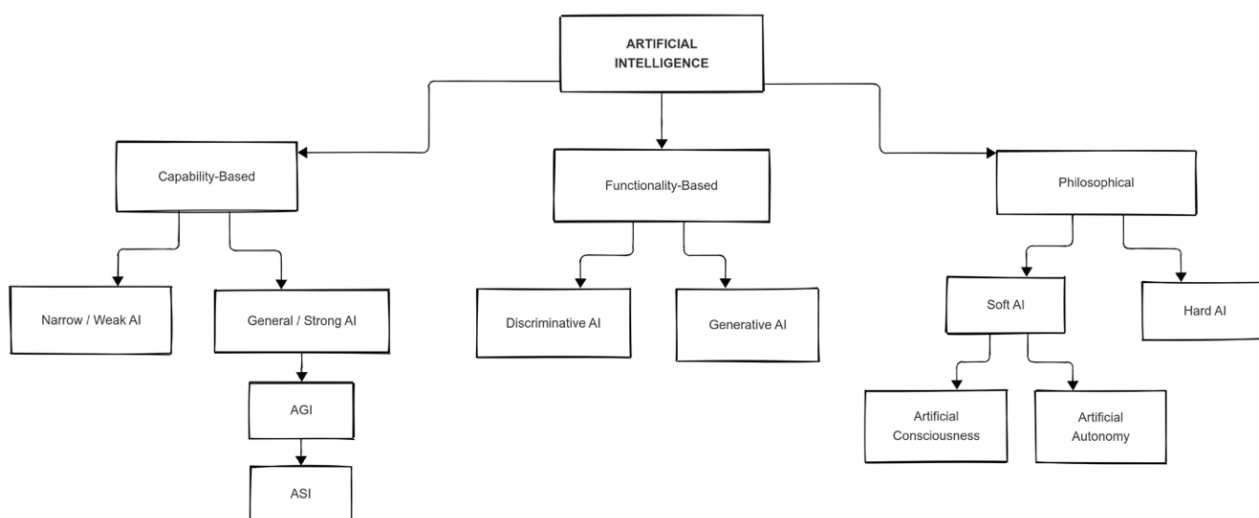 ARTIFICIAL
INTELLIGENCE
Capability-Based
Functionality-Based
Philosophical
Narrow / Weak AI
General / Strong AI
Discriminative AI
Generative AI
Soft AI
Hard AI
AGI
Artificial
Consciousness
Artificial
Autonomy
ASI